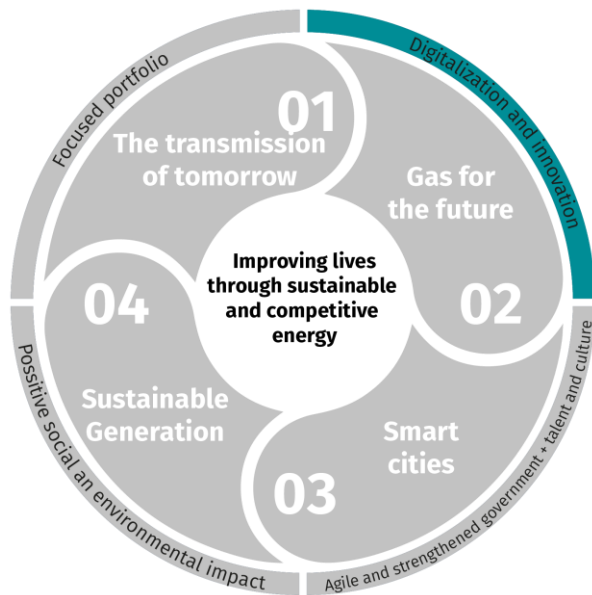 Focused portfolio
Digitalization and innovation
01
The transmission
of tomorrow
Gas for
the future
02
Improving lives
through sustainable
and competitive
energy
04
Sustainable
Generation
Smart
cities
03
Possitive social an environmental impact
Agile and strengthened government + talent and culture